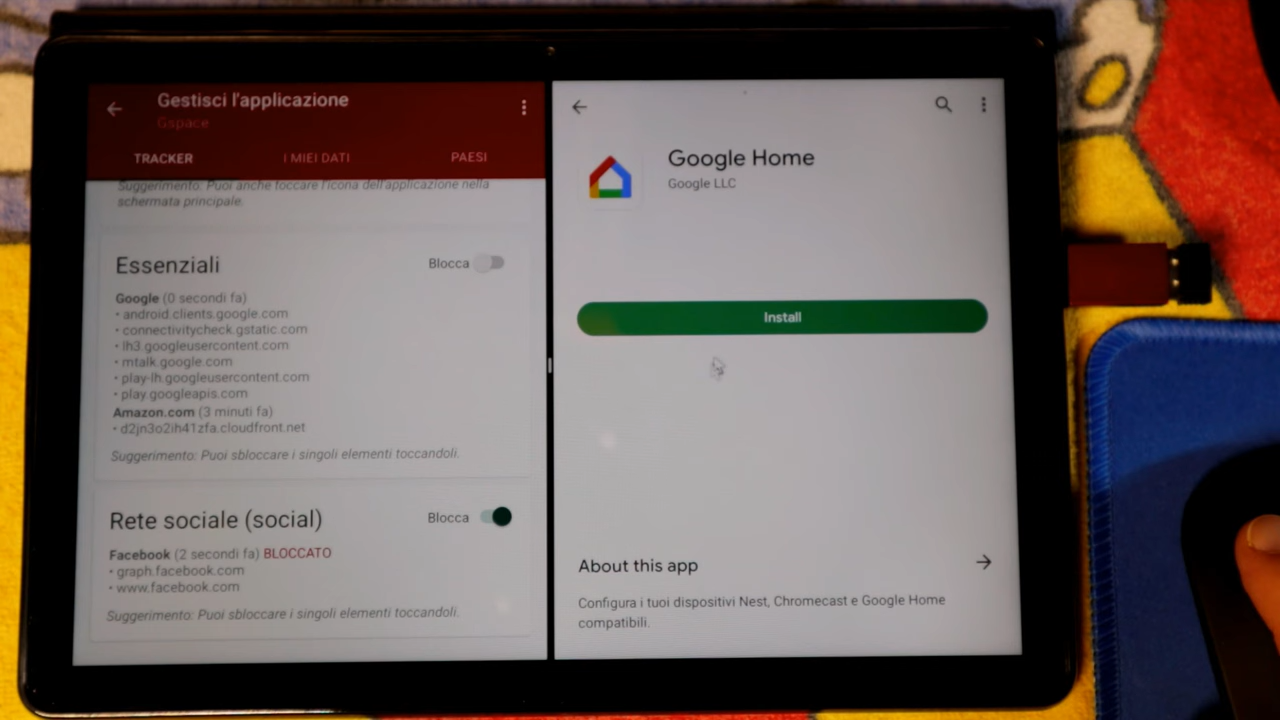 Gestisci l'applicazione
Gspace
TRACKER
I MIEI DATI
PAESI
Suggerimento: Puoi anche toccare l'icona dell'applicazione nella
schermata principale.
Essenziali
Blocca
Google (0 secondi fa)
• android.clients.google.com
• connectivitycheck.gstatic.com
• lh3.googleusercontent.com
• mtalk.google.com
• play-lh.googleusercontent.com
• play.googleapis.com
Amazon.com (3 minuti fa)
• d2jn3o2ih41zfa.cloudfront.net
Suggerimento: Puoi sbloccare i singoli elementi toccandoli.
Rete sociale (social)
Blocca
Facebook (2 secondi fa) BLOCCATO
• graph.facebook.com
• www.facebook.com
Suggerimento: Puoi sbloccare i singoli elementi toccandoli.
Google Home
Google LLC
Install
About this app
Configura i tuoi dispositivi Nest, Chromecast e Google Home
compatibili.